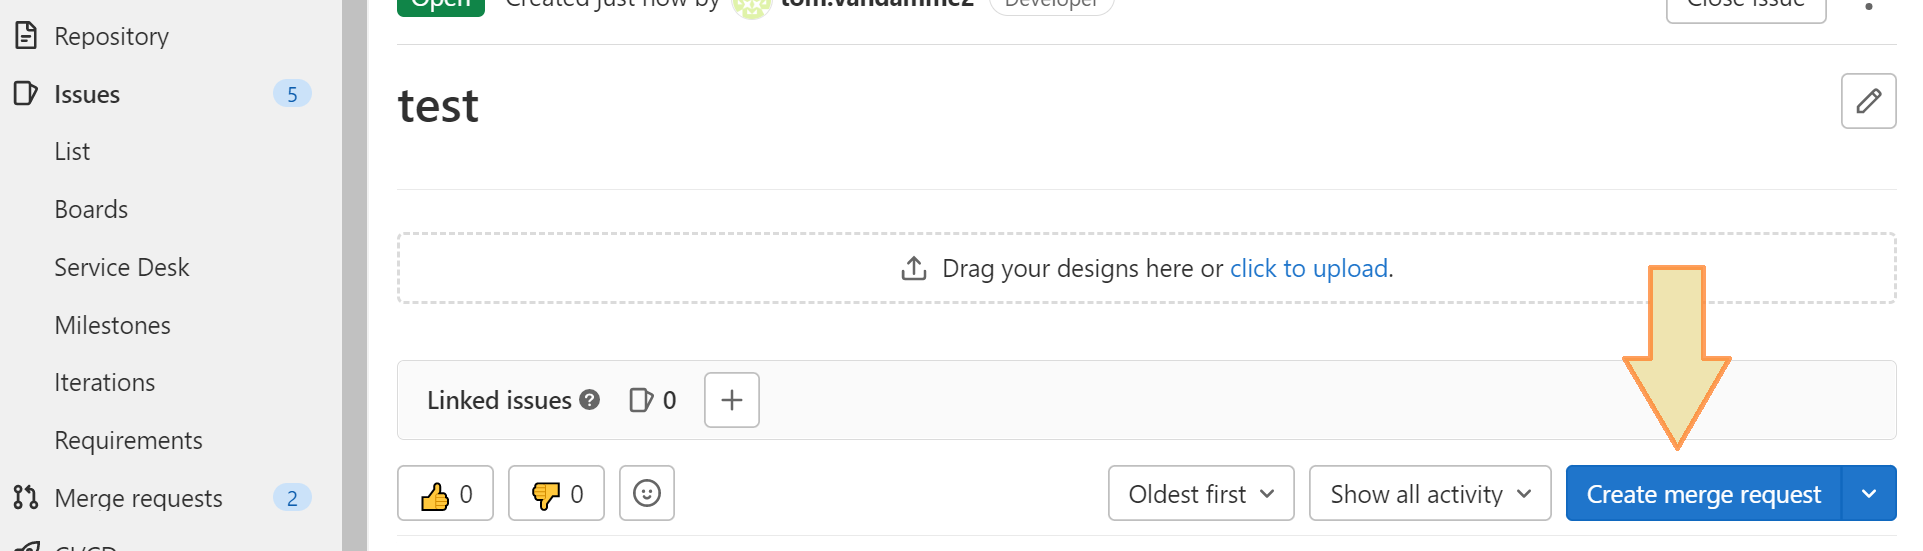 Open Created just now by tom.vandamme2 Developer Close issue
Repository
Issues 5
test
List
Boards
Service Desk
Drag your designs here or click to upload.
Milestones
Iterations
Linked issues ? 0
Requirements
Merge requests 2
👍 0 👎 0 Oldest first Show all activity Create merge request
CI/CD